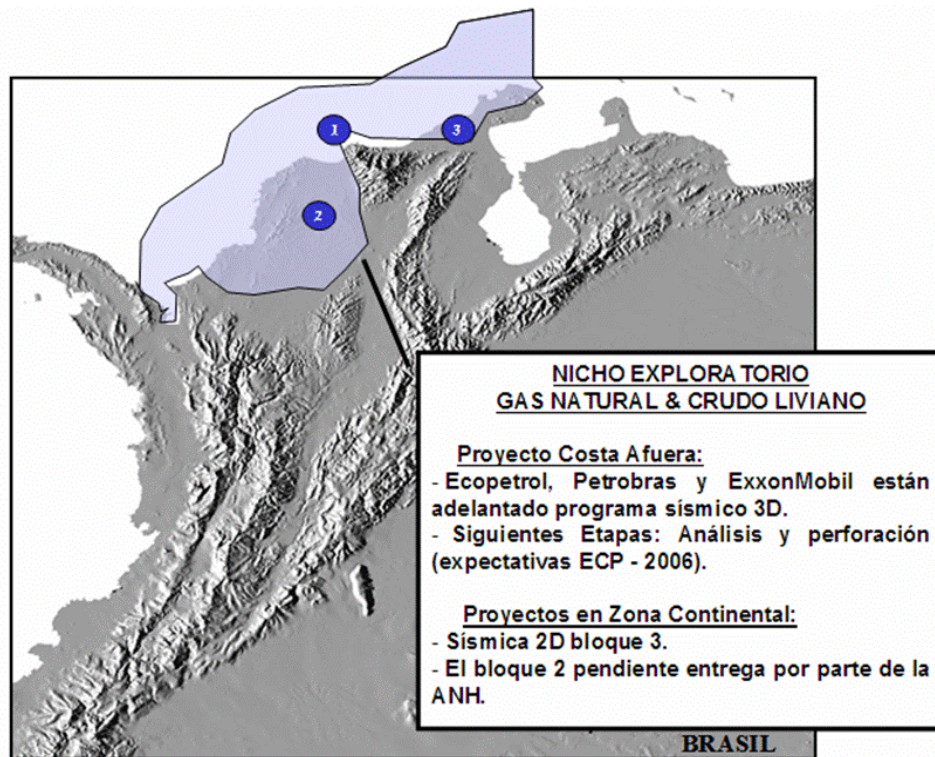 1
3
2
NICHO EXPLORATORIO
GAS NATURAL & CRUDO LIVIANO
Proyecto Costa Afuera:
- Ecopetrol, Petrobras y ExxonMobil están
adelantado programa sísmico 3D.
- Siguientes Etapas: Análisis y perforación
(expectativas ECP - 2006).
Proyectos en Zona Continental:
- Sísmica 2D bloque 3.
- El bloque 2 pendiente entrega por parte de la
ANH.
BRASIL